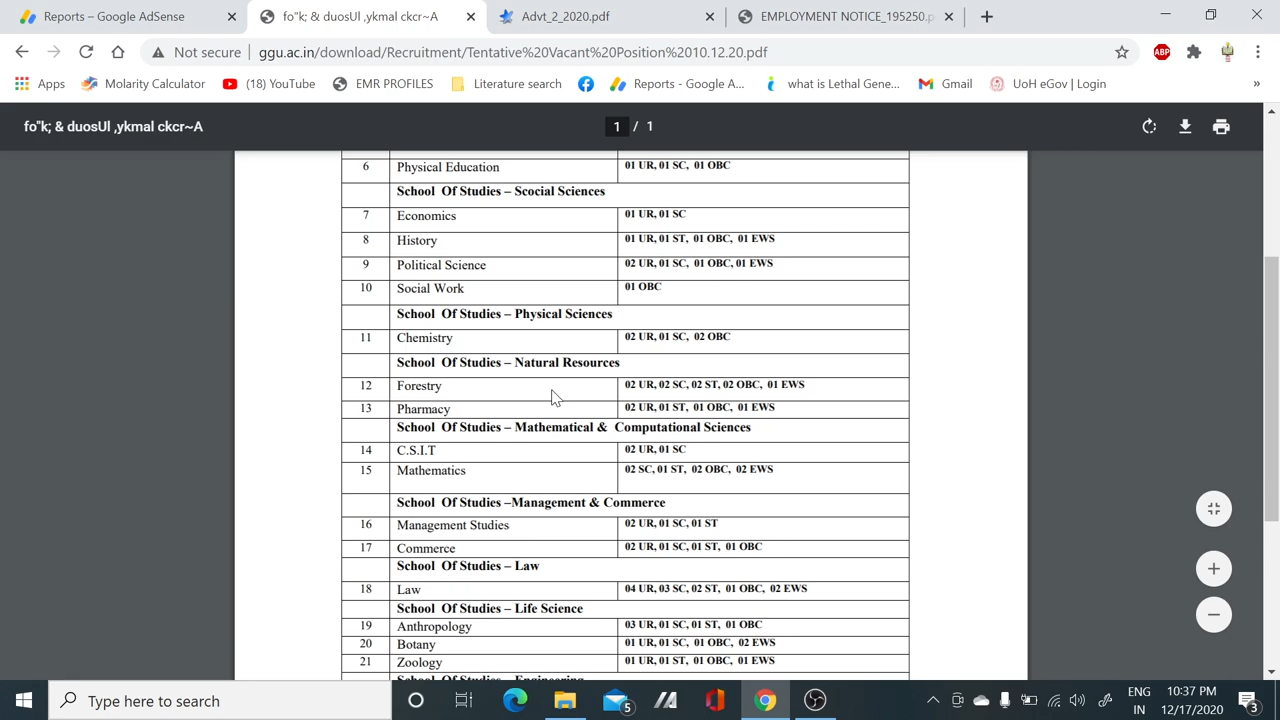 Reports – Google AdSense
fo"k; & duosUl ,ykmal ckcr~A
Advt_2_2020.pdf
EMPLOYMENT NOTICE_195250.p
Not secure
ggu.ac.in/download/Recruitment/Tentative%20Vacant%20Position%2010.12.20.pdf
ABP
Apps
Molarity Calculator
(18) YouTube
EMR PROFILES
Literature search
Reports - Google A...
what is Lethal Gene...
Gmail
UoH eGov | Login
»
fo"k; & duosUl ,ykmal ckcr~A
1 / 1
6 Physical Education 01 UR, 01 SC, 01 OBC
School Of Studies – Scocial Sciences
7 Economics 01 UR, 01 SC
8 History 01 UR, 01 ST, 01 OBC, 01 EWS
9 Political Science 02 UR, 01 SC, 01 OBC, 01 EWS
10 Social Work 01 OBC
School Of Studies – Physical Sciences
11 Chemistry 02 UR, 01 SC, 02 OBC
School Of Studies – Natural Resources
12 Forestry 02 UR, 02 SC, 02 ST, 02 OBC, 01 EWS
13 Pharmacy 02 UR, 01 ST, 01 OBC, 01 EWS
School Of Studies – Mathematical & Computational Sciences
14 C.S.I.T 02 UR, 01 SC
15 Mathematics 02 SC, 01 ST, 02 OBC, 02 EWS
School Of Studies –Management & Commerce
16 Management Studies 02 UR, 01 SC, 01 ST
17 Commerce 02 UR, 01 SC, 01 ST, 01 OBC
School Of Studies – Law
18 Law 04 UR, 03 SC, 02 ST, 01 OBC, 02 EWS
School Of Studies – Life Science
19 Anthropology 03 UR, 01 SC, 01 ST, 01 OBC
20 Botany 01 UR, 01 SC, 01 OBC, 02 EWS
21 Zoology 01 UR, 01 ST, 01 OBC, 01 EWS
School Of Studies – Engineering
Type here to search
5
ENG
IN
10:37 PM
12/17/2020
3